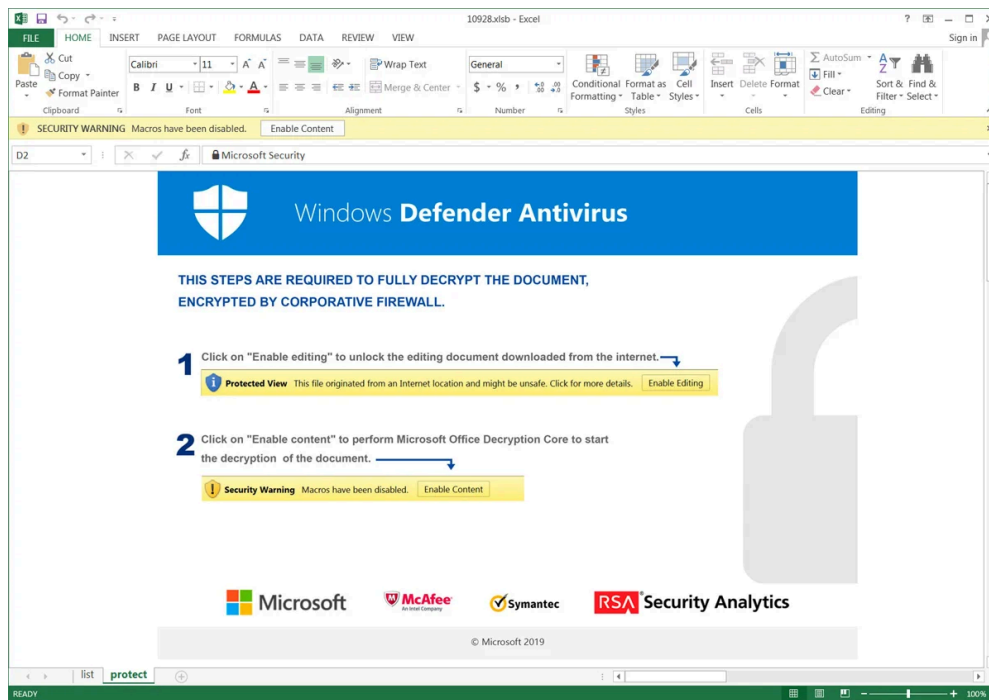 10928.xlsb - Excel
FILE HOME INSERT PAGE LAYOUT FORMULAS DATA REVIEW VIEW Sign in
Cut
Copy
Format Painter
Paste
Calibri 11
B I U
Wrap Text
Merge & Center
General
$ % ,
Conditional Formatting
Format as Table
Cell Styles
Insert Delete Format
AutoSum
Fill
Clear
Sort & Filter
Find & Select
Clipboard Font Alignment Number Styles Cells Editing
SECURITY WARNING Macros have been disabled. Enable Content
D2 fx Microsoft Security
Windows Defender Antivirus
THIS STEPS ARE REQUIRED TO FULLY DECRYPT THE DOCUMENT,
ENCRYPTED BY CORPORATIVE FIREWALL.
1 Click on "Enable editing" to unlock the editing document downloaded from the internet.
Protected View This file originated from an Internet location and might be unsafe. Click for more details. Enable Editing
2 Click on "Enable content" to perform Microsoft Office Decryption Core to start
the decryption of the document.
Security Warning Macros have been disabled. Enable Content
Microsoft McAfee Symantec RSA Security Analytics
An Intel Company
© Microsoft 2019
list protect
READY 100%